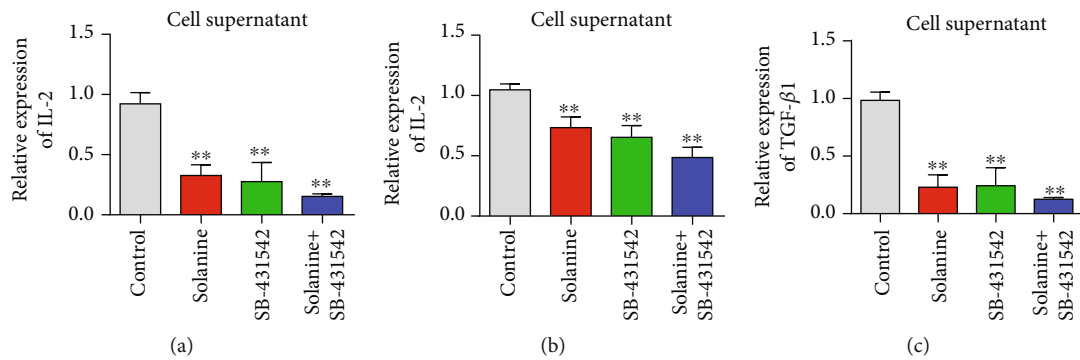 Cell supernatant
Relative expression
of IL-2
1.5
1.0
0.5
0.0
**
**
**
Control
Solanine
SB-431542
Solanine+
SB-431542
(a)
Cell supernatant
Relative expression
of IL-2
1.5
1.0
0.5
0.0
**
**
**
Control
Solanine
SB-431542
Solanine+
SB-431542
(b)
Cell supernatant
Relative expression
of TGF-β1
1.5
1.0
0.5
0.0
**
**
**
Control
Solanine
SB-431542
Solanine+
SB-431542
(c)